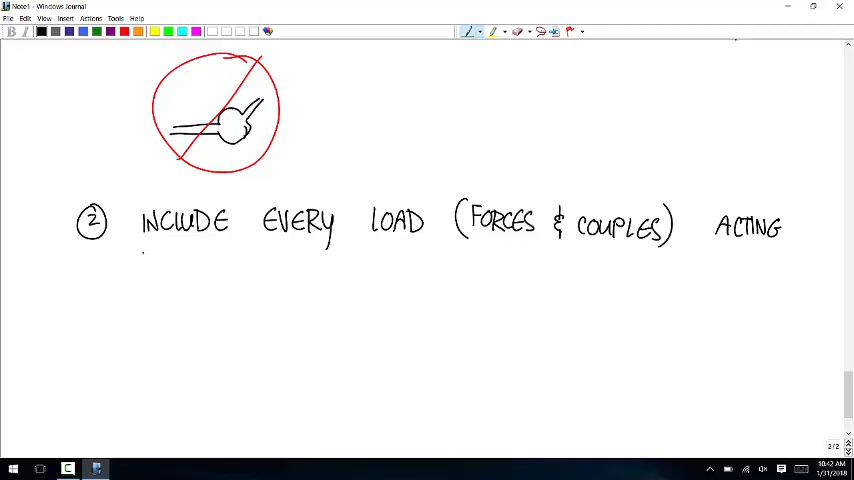 Note1 - Windows Journal
File Edit View Insert Actions Tools Help
② INCLUDE EVERY LOAD (FORCES & COUPLES) ACTING
2/2
10:42 AM
1/31/2018